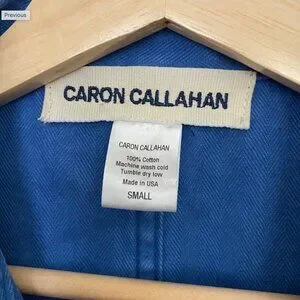 Previous
CARON CALLAHAN
CARON CALLAHAN
100% Cotton
Machine wash cold
Tumble dry low
Made in USA
SMALL